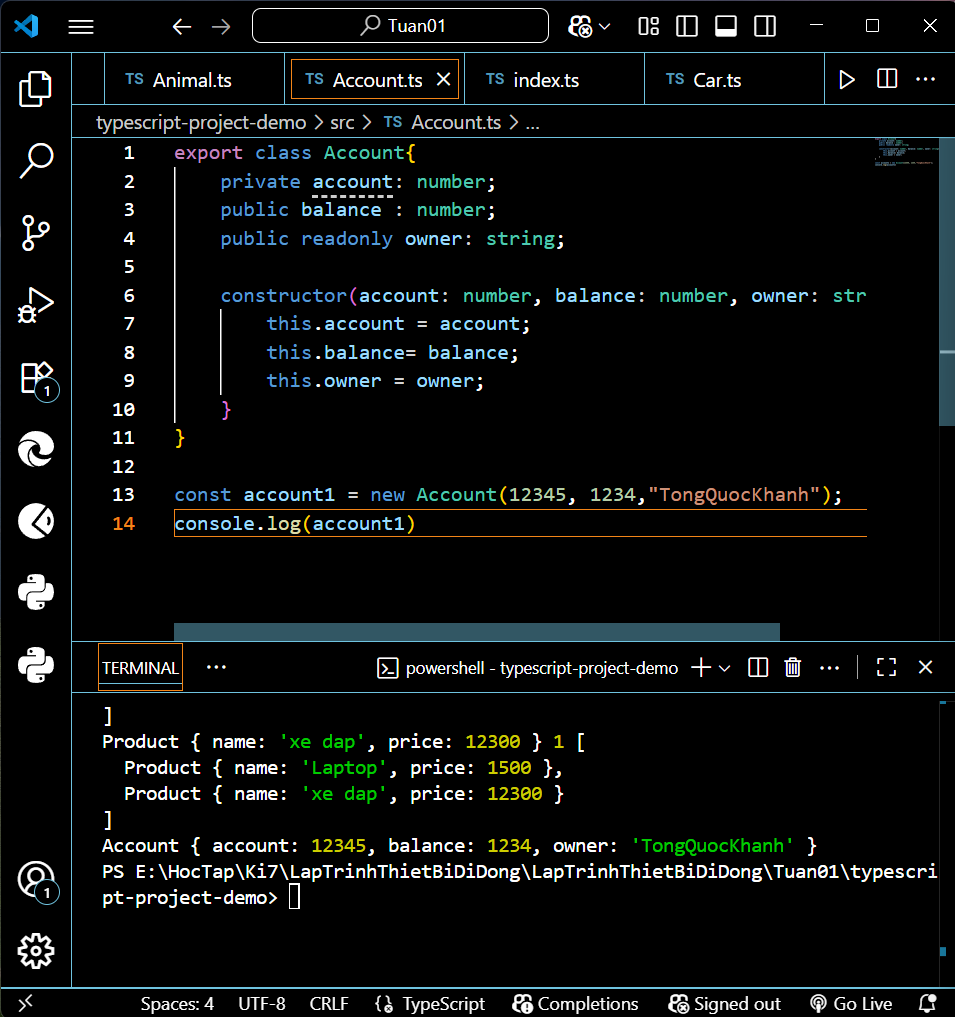 Tuan01
TS Animal.ts
TS Account.ts
TS index.ts
TS Car.ts
typescript-project-demo > src > TS Account.ts > ...
1 export class Account{
2 private account: number;
3 public balance : number;
4 public readonly owner: string;
5
6 constructor(account: number, balance: number, owner: str
7 this.account = account;
8 this.balance= balance;
9 this.owner = owner;
10 }
11 }
12
13 const account1 = new Account(12345, 1234,"TongQuocKhanh");
14 console.log(account1)
1
1
TERMINAL ... powershell - typescript-project-demo
]
Product { name: 'xe dap', price: 12300 } 1 [
Product { name: 'Laptop', price: 1500 },
Product { name: 'xe dap', price: 12300 }
]
Account { account: 12345, balance: 1234, owner: 'TongQuocKhanh' }
PS E:\HocTap\Ki7\LapTrinhThietBiDiDong\LapTrinhThietBiDiDong\Tuan01\typescri
pt-project-demo>
Spaces: 4 UTF-8 CRLF {} TypeScript Completions Signed out Go Live